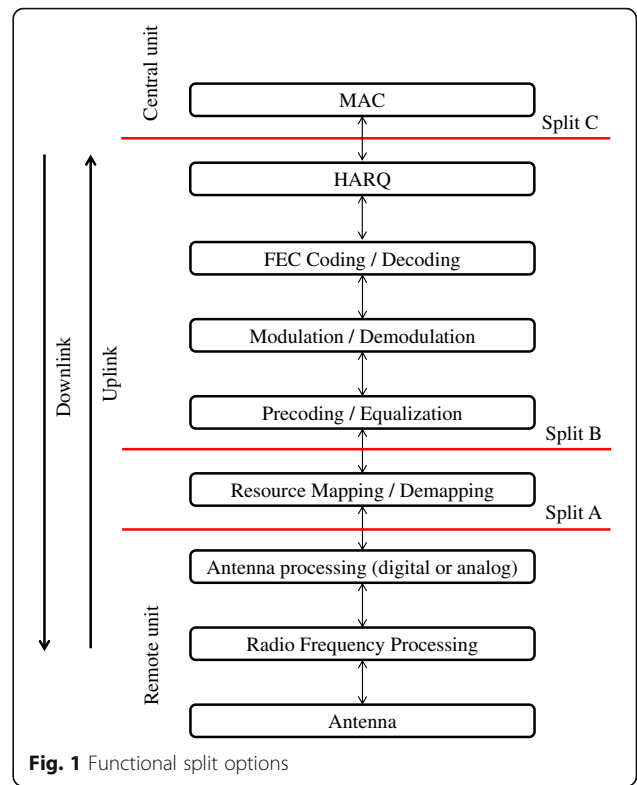 Central unit
MAC
Split C
HARQ
FEC Coding / Decoding
Modulation / Demodulation
Downlink
Uplink
Precoding / Equalization
Split B
Resource Mapping / Demapping
Split A
Antenna processing (digital or analog)
Remote unit
Radio Frequency Processing
Antenna
Fig. 1 Functional split options